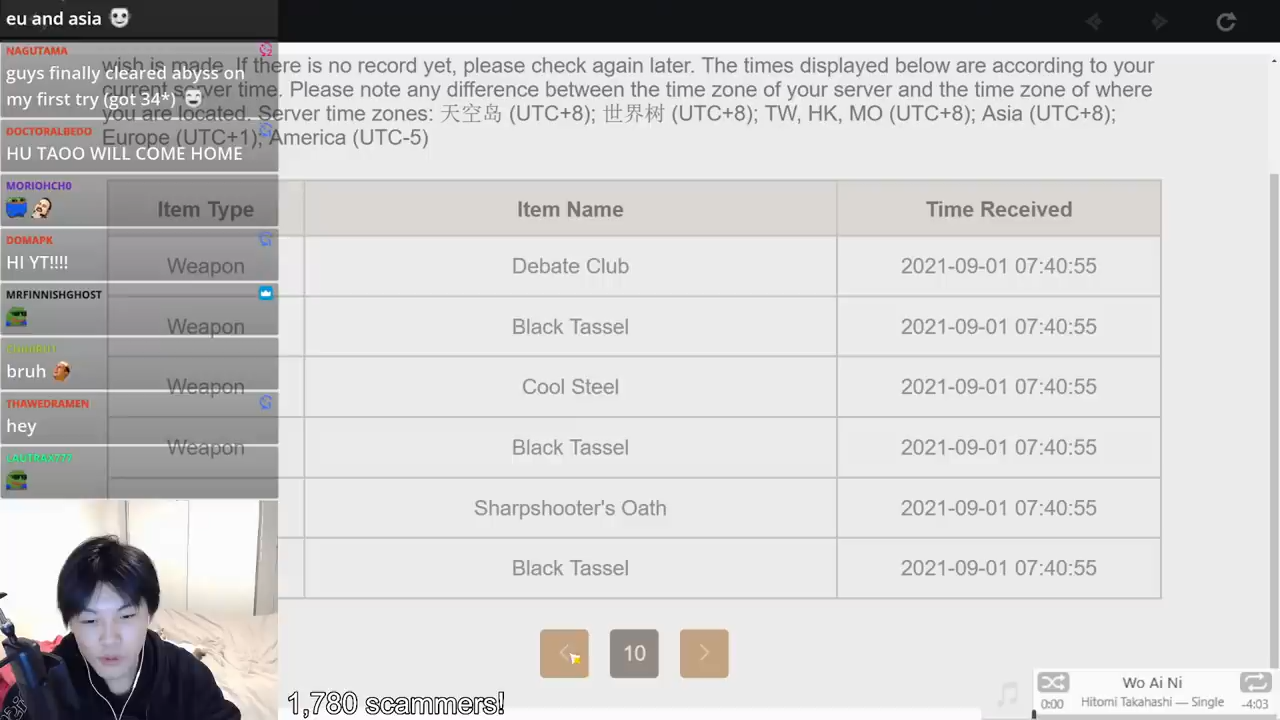 eu and asia
NAGUTAMA
guys finally cleared abyss on
my first try (got 34*)
DOCTORALBEDO
HU TAOO WILL COME HOME
MORIOHCH0
DOMAPK
HI YT!!!!
MRFINNISHGHOST
bruh
THAWEDRAMEN
hey
LAUTRAX777
wish is made. If there is no record yet, please check again later. The times displayed below are according to your
current server time. Please note any difference between the time zone of your server and the time zone of where
you are located. Server time zones: 天空岛 (UTC+8); 世界树 (UTC+8); TW, HK, MO (UTC+8); Asia (UTC+8);
Europe (UTC+1); America (UTC-5)
Item Type Item Name Time Received
Weapon Debate Club 2021-09-01 07:40:55
Weapon Black Tassel 2021-09-01 07:40:55
Weapon Cool Steel 2021-09-01 07:40:55
Weapon Black Tassel 2021-09-01 07:40:55
Sharpshooter's Oath 2021-09-01 07:40:55
Black Tassel 2021-09-01 07:40:55
10
1,780 scammers!
Wo Ai Ni
Hitomi Takahashi — Single
0:00
-4:03